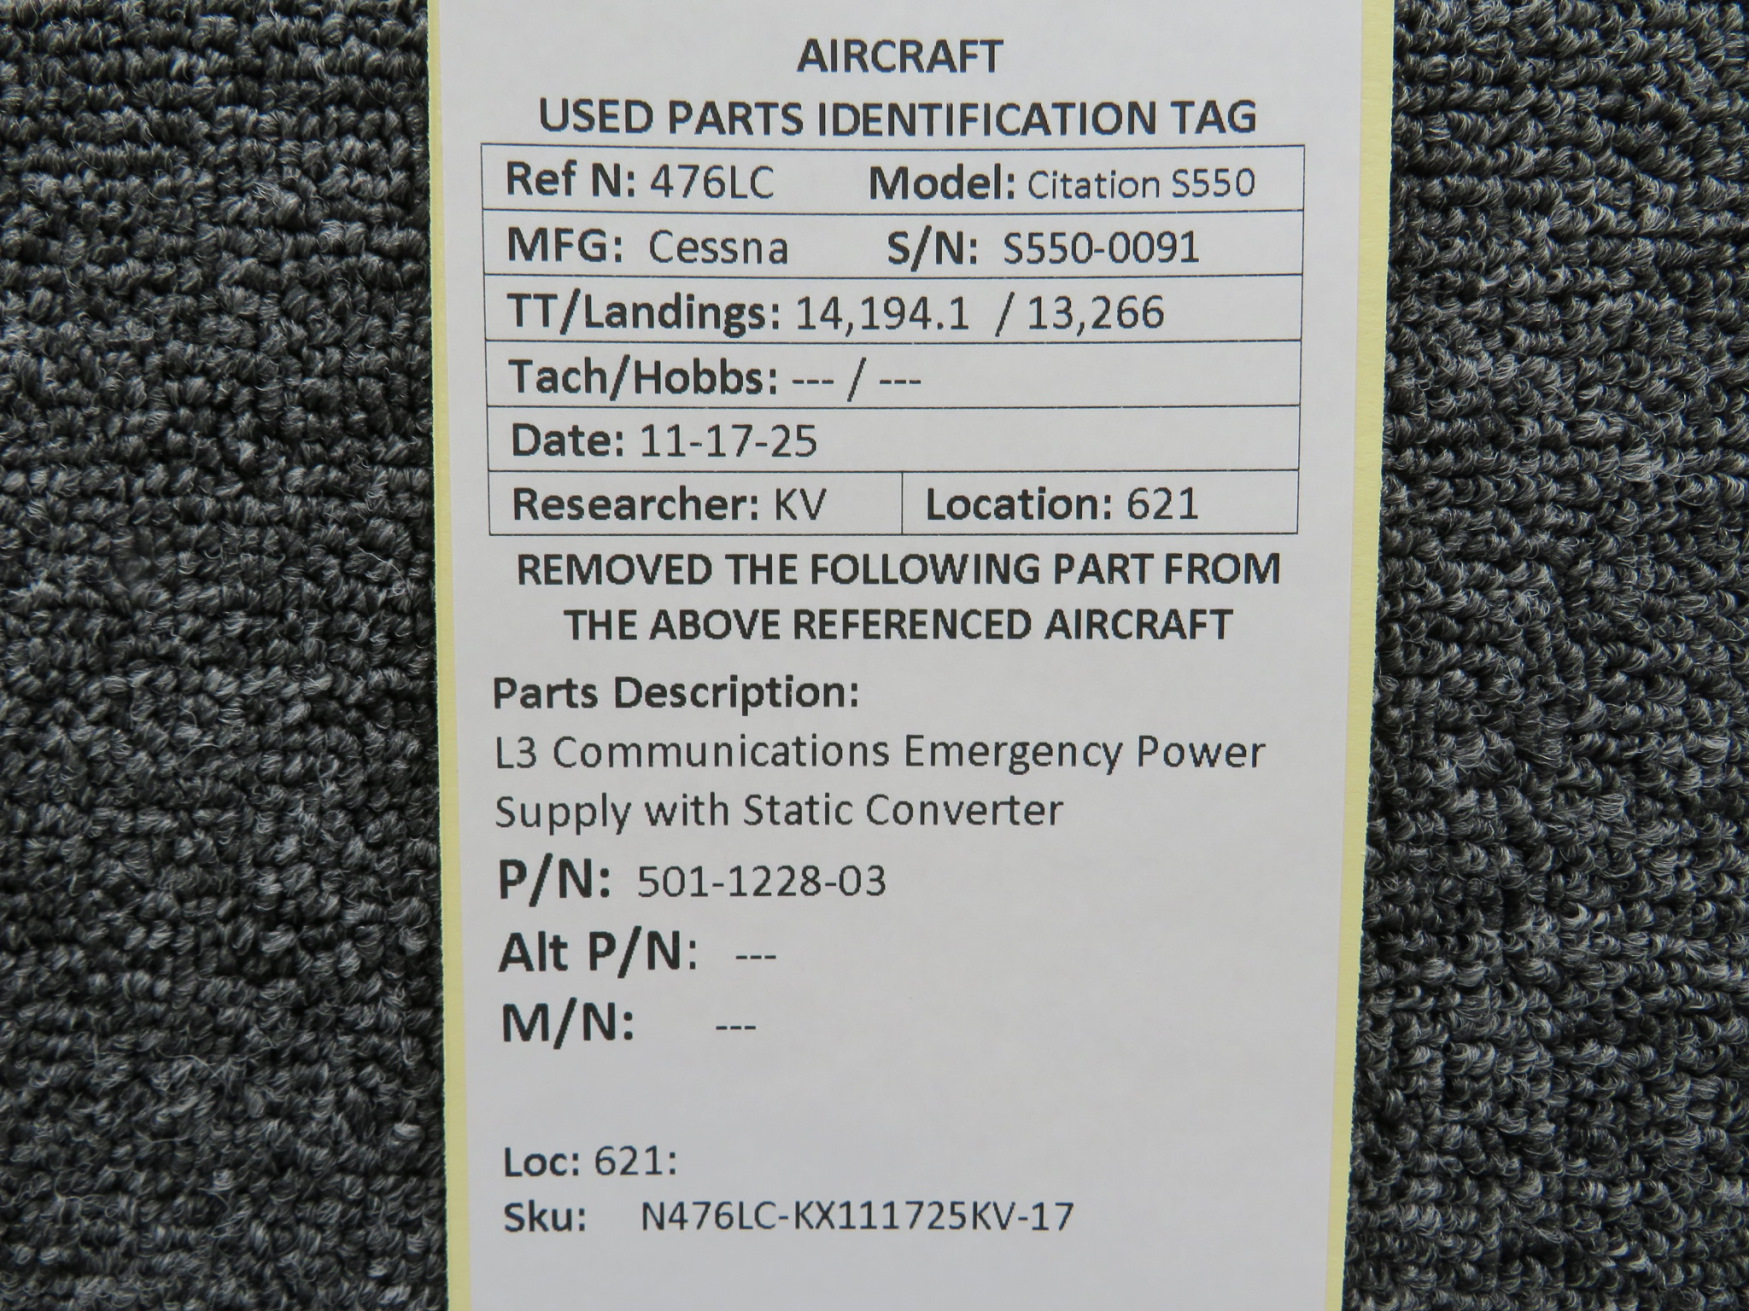 AIRCRAFT
USED PARTS IDENTIFICATION TAG
Ref N: 476LC Model: Citation S550
MFG: Cessna S/N: S550-0091
TT/Landings: 14,194.1 / 13,266
Tach/Hobbs: --- / ---
Date: 11-17-25
Researcher: KV Location: 621
REMOVED THE FOLLOWING PART FROM
THE ABOVE REFERENCED AIRCRAFT
Parts Description:
L3 Communications Emergency Power
Supply with Static Converter
P/N: 501-1228-03
Alt P/N: ---
M/N: ---
Loc: 621:
Sku: N476LC-KX111725KV-17